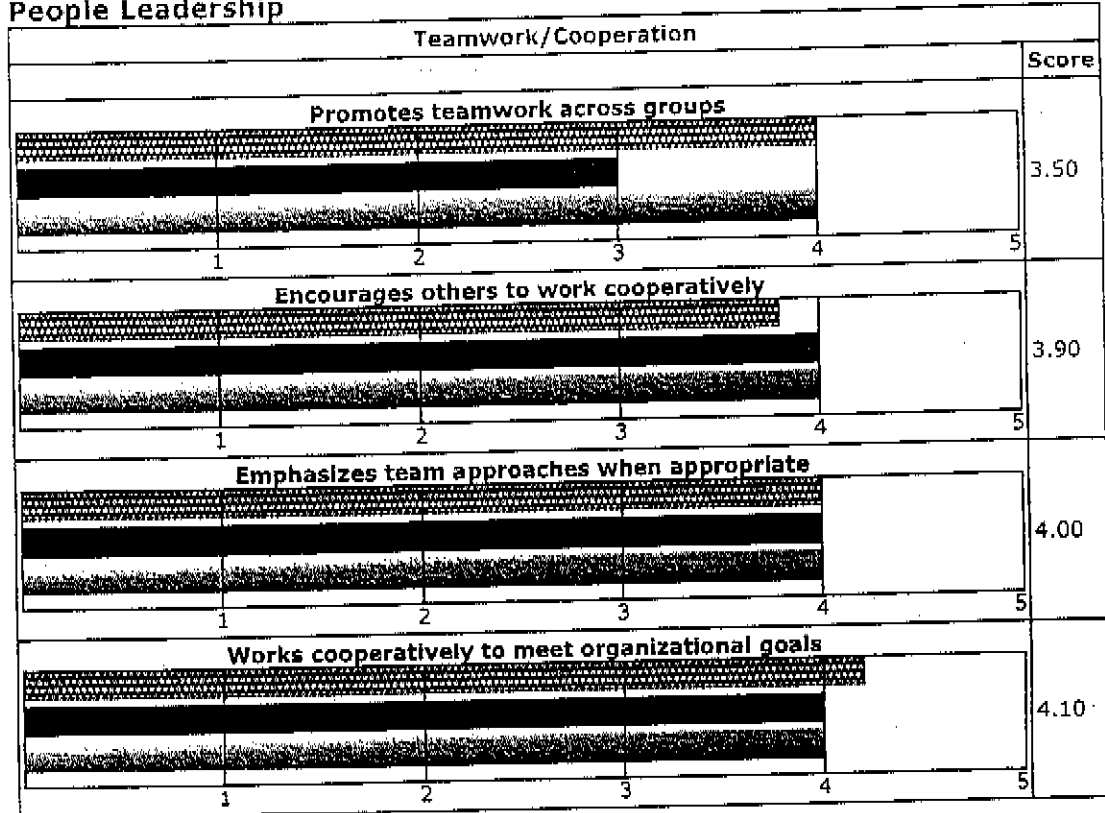 People Leadership
Teamwork/Cooperation
Score
Promotes teamwork across groups
3.50
1 2 3 4 5
Encourages others to work cooperatively
3.90
1 2 3 4 5
Emphasizes team approaches when appropriate
4.00
1 2 3 4 5
Works cooperatively to meet organizational goals
4.10
1 2 3 4 5